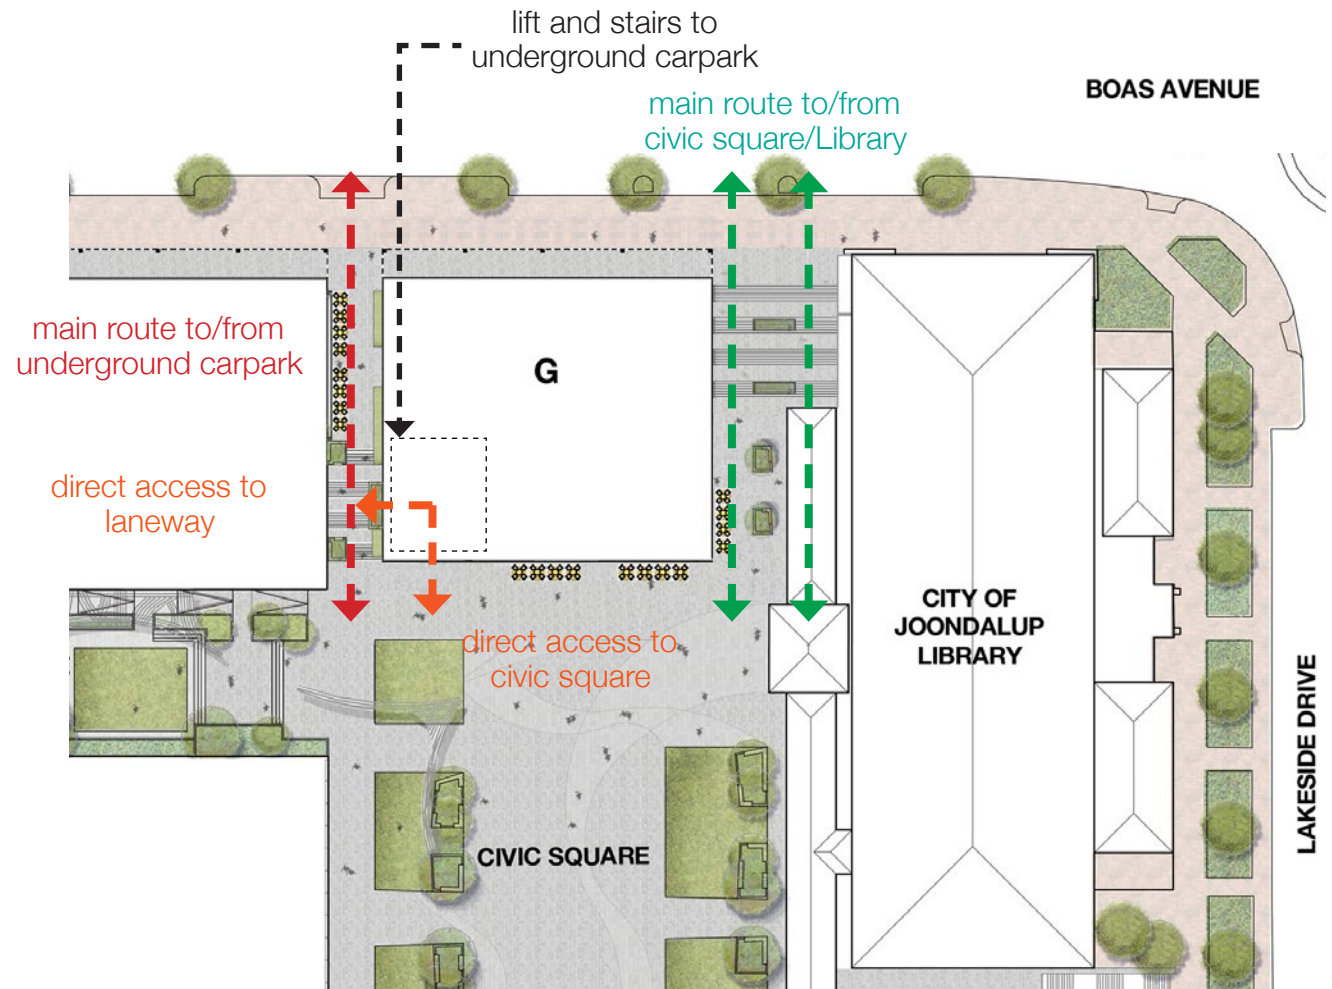 lift and stairs to
underground carpark
BOAS AVENUE
main route to/from
civic square/Library
main route to/from
underground carpark
G
direct access to
laneway
CITY OF
JOONDALUP
LIBRARY
direct access to
civic square
LAKESIDE DRIVE
CIVIC SQUARE